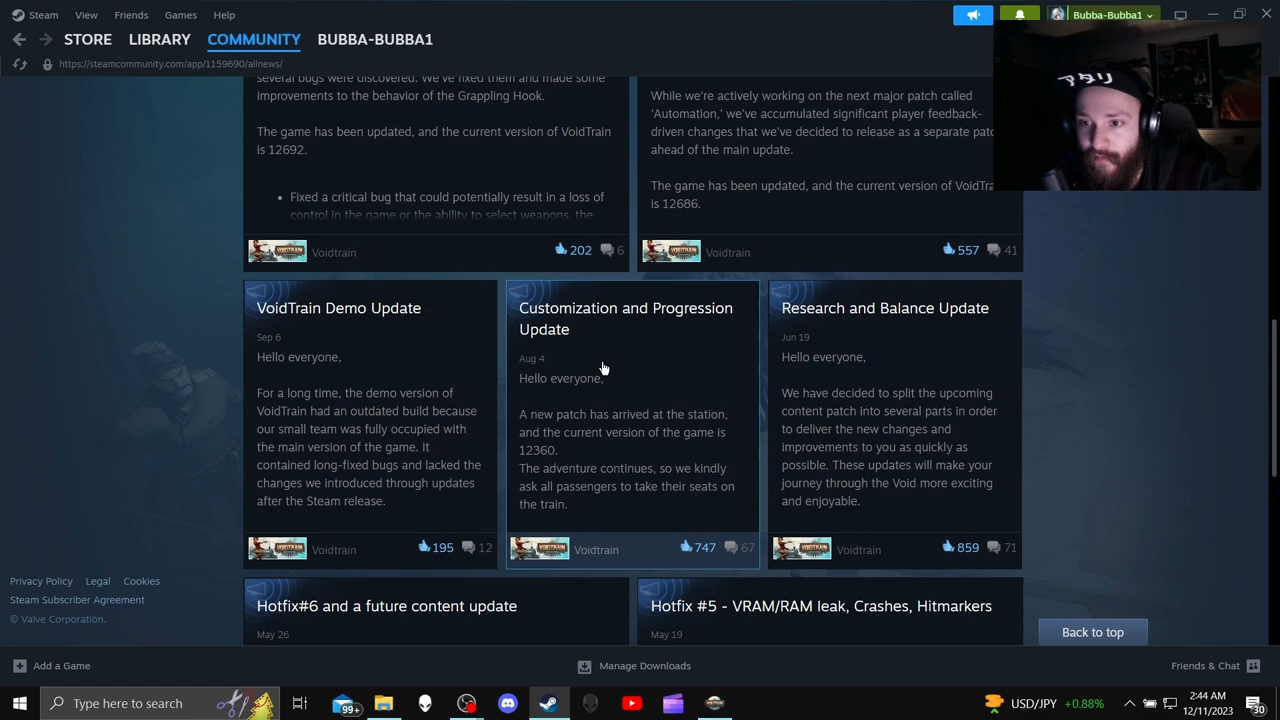 Steam View Friends Games Help
Bubba-Bubba1
STORE LIBRARY COMMUNITY BUBBA-BUBBA1
https://steamcommunity.com/app/1159690/allnews/
several bugs were discovered. We've fixed them and made some
improvements to the behavior of the Grappling Hook.
The game has been updated, and the current version of VoidTrain
is 12692.
• Fixed a critical bug that could potentially result in a loss of
control in the game or the ability to select weapons, the
Voidtrain 202 6
While we're actively working on the next major patch called
'Automation,' we've accumulated significant player feedback-
driven changes that we've decided to release as a separate
ahead of the main update.
The game has been updated, and the current version of
is 12686.
Voidtrain 557 41
VoidTrain Demo Update
Sep 6
Hello everyone,
For a long time, the demo version of
VoidTrain had an outdated build because
our small team was fully occupied with
the main version of the game. It
contained long-fixed bugs and lacked the
changes we introduced through updates
after the Steam release.
VOIDTRAIN Voidtrain 195 12
Customization and Progression
Update
Aug 4
Hello everyone,
A new patch has arrived at the station,
and the current version of the game is
12360.
The adventure continues, so we kindly
ask all passengers to take their seats on
the train.
VOIDTRAIN Voidtrain 747 67
Research and Balance Update
Jun 19
Hello everyone,
We have decided to split the upcoming
content patch into several parts in order
to deliver the new changes and
improvements to you as quickly as
possible. These updates will make your
journey through the Void more exciting
and enjoyable.
VOIDTRAIN Voidtrain 859 71
Hotfix#6 and a future content update
May 26
Hotfix #5 - VRAM/RAM leak, Crashes, Hitmarkers
May 19
Privacy Policy Legal Cookies
Steam Subscriber Agreement
© Valve Corporation.
Back to top
Add a Game
Manage Downloads
Friends & Chat
Type here to search
99+
USD/JPY +0.88%
2:44 AM
12/11/2023
30